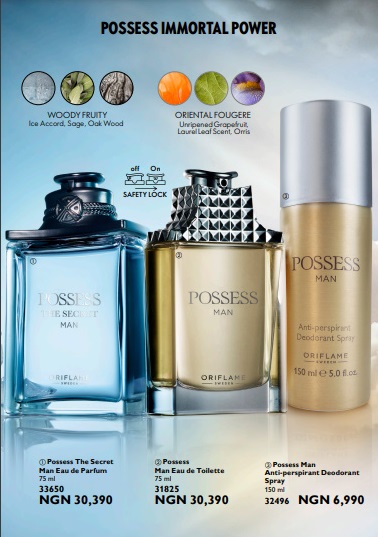 POSSESS IMMORTAL POWER
WOODY FRUITY
Ice Accord, Sage, Oak Wood
ORIENTAL FOUGERE
Unripened Grapefruit,
Laurel Leaf Scent, Orris
off On
SAFETY LOCK
①
POSSESS
THE SECRET
MAN
ORIFLAME
SWEDEN
②
POSSESS
MAN
ORIFLAME
SWEDEN
③
POSSESS
MAN
Anti-perspirant
Deodorant Spray
ORIFLAME
SWEDEN
150 ml ℮ 5.0 fl.oz.
① Possess The Secret
Man Eau de Parfum
75 ml
33650
NGN 30,390
② Possess
Man Eau de Toilette
75 ml
31825
NGN 30,390
③ Possess Man
Anti-perspirant Deodorant
Spray
150 ml
32496 NGN 6,990